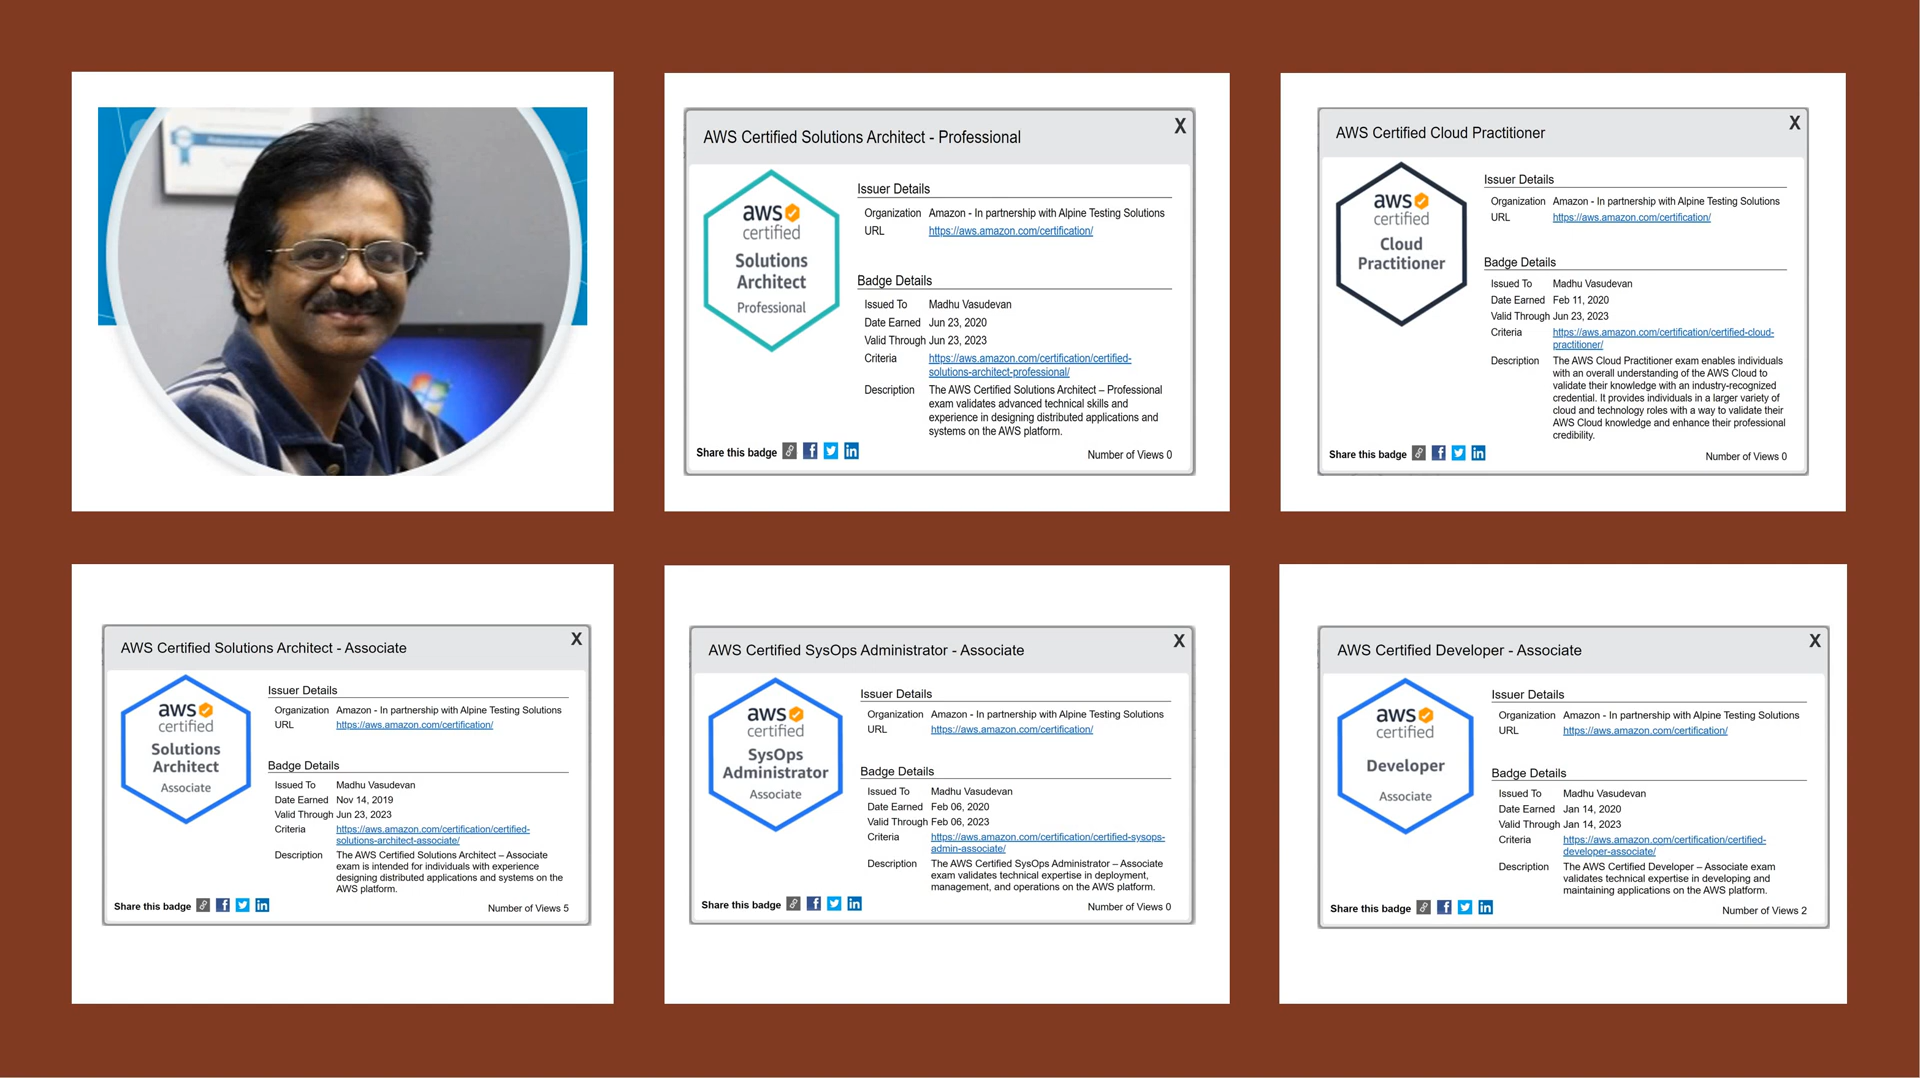 AWS Certified Solutions Architect - Professional
X
aws
certified
Solutions
Architect
Professional
Issuer Details
Organization Amazon - In partnership with Alpine Testing Solutions
URL https://aws.amazon.com/certification/
Badge Details
Issued To Madhu Vasudevan
Date Earned Jun 23, 2020
Valid Through Jun 23, 2023
Criteria https://aws.amazon.com/certification/certified-
solutions-architect-professional/
Description The AWS Certified Solutions Architect – Professional
exam validates advanced technical skills and
experience in designing distributed applications and
systems on the AWS platform.
Share this badge
Number of Views 0
AWS Certified Cloud Practitioner
X
aws
certified
Cloud
Practitioner
Issuer Details
Organization Amazon - In partnership with Alpine Testing Solutions
URL https://aws.amazon.com/certification/
Badge Details
Issued To Madhu Vasudevan
Date Earned Feb 11, 2020
Valid Through Jun 23, 2023
Criteria https://aws.amazon.com/certification/certified-cloud-
practitioner/
Description The AWS Cloud Practitioner exam enables individuals
with an overall understanding of the AWS Cloud to
validate their knowledge with an industry-recognized
credential. It provides individuals in a larger variety of
cloud and technology roles with a way to validate their
AWS Cloud knowledge and enhance their professional
credibility.
Share this badge
Number of Views 0
AWS Certified Solutions Architect - Associate
X
aws
certified
Solutions
Architect
Associate
Issuer Details
Organization Amazon - In partnership with Alpine Testing Solutions
URL https://aws.amazon.com/certification/
Badge Details
Issued To Madhu Vasudevan
Date Earned Nov 14, 2019
Valid Through Jun 23, 2023
Criteria https://aws.amazon.com/certification/certified-
solutions-architect-associate/
Description The AWS Certified Solutions Architect – Associate
exam is intended for individuals with experience
designing distributed applications and systems on the
AWS platform.
Share this badge
Number of Views 5
AWS Certified SysOps Administrator - Associate
X
aws
certified
SysOps
Administrator
Associate
Issuer Details
Organization Amazon - In partnership with Alpine Testing Solutions
URL https://aws.amazon.com/certification/
Badge Details
Issued To Madhu Vasudevan
Date Earned Feb 06, 2020
Valid Through Feb 06, 2023
Criteria https://aws.amazon.com/certification/certified-sysops-
admin-associate/
Description The AWS Certified SysOps Administrator – Associate
exam validates technical expertise in deployment,
management, and operations on the AWS platform.
Share this badge
Number of Views 0
AWS Certified Developer - Associate
X
aws
certified
Developer
Associate
Issuer Details
Organization Amazon - In partnership with Alpine Testing Solutions
URL https://aws.amazon.com/certification/
Badge Details
Issued To Madhu Vasudevan
Date Earned Jan 14, 2020
Valid Through Jan 14, 2023
Criteria https://aws.amazon.com/certification/certified-
developer-associate/
Description The AWS Certified Developer – Associate exam
validates technical expertise in developing and
maintaining applications on the AWS platform.
Share this badge
Number of Views 2